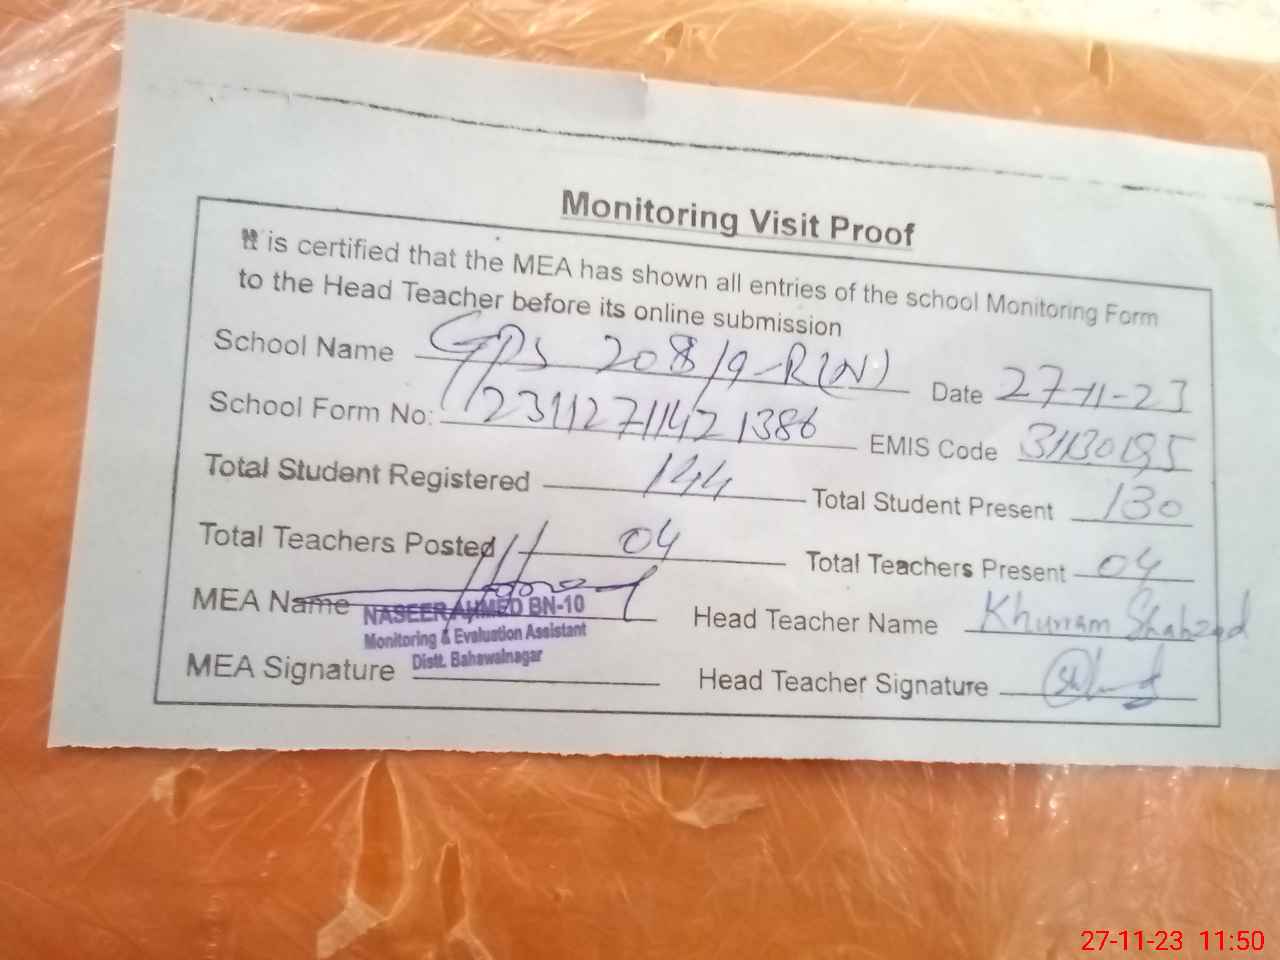 Monitoring Visit Proof
It is certified that the MEA has shown all entries of the school Monitoring Form
to the Head Teacher before its online submission
School Name GPS 208/9-R(N) Date 27-11-23
School Form No: 23112711421386 EMIS Code 31130195
Total Student Registered 144 Total Student Present 130
Total Teachers Posted 04 Total Teachers Present 04
MEA Name NASEER AHMED BN-10 Head Teacher Name Khurram Shahzad
Monitoring & Evaluation Assistant
Distt. Bahawalnagar
MEA Signature Head Teacher Signature
27-11-23 11:50